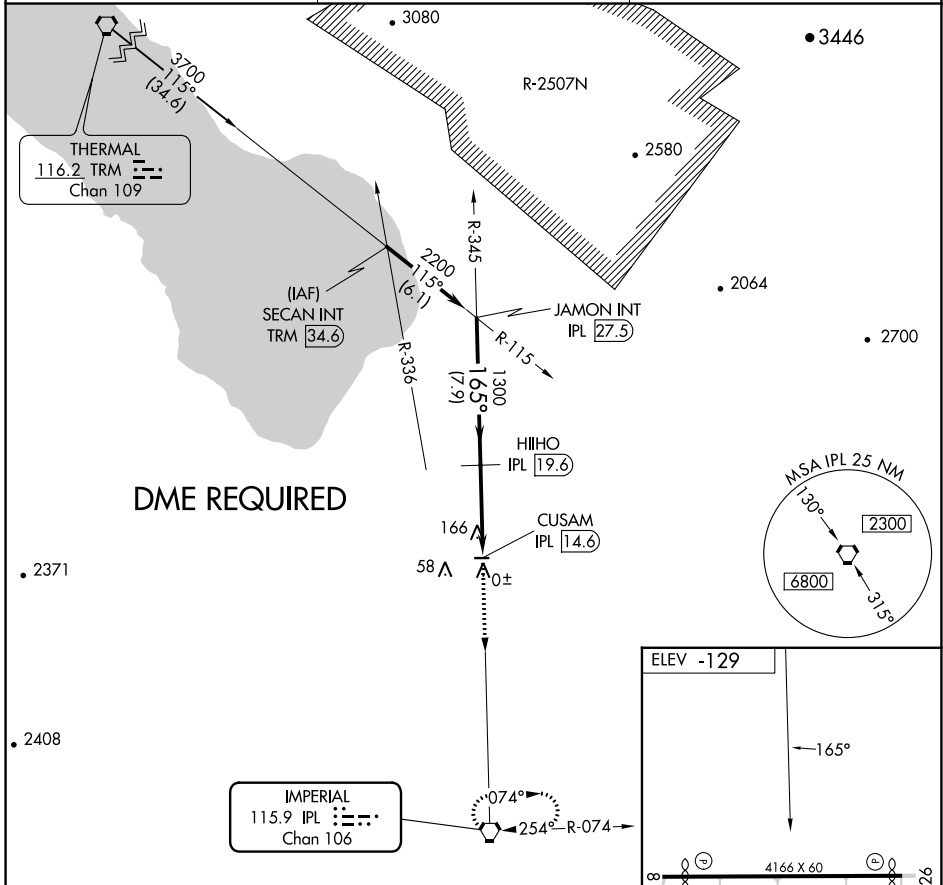 3080
3446
3700
115°
(34.6)
R-2507N
THERMAL
116.2 TRM
Chan 109
2580
R-345
2200
115°
(6.1)
(IAF)
SECAN INT
TRM 34.6
2064
JAMON INT
IPL 27.5
R-115
2700
R-336
1300
165°
(7.9)
HIIHO
IPL 19.6
MSA IPL 25 NM
130°
2300
6800
315°
DME REQUIRED
CUSAM
IPL 14.6
166
58
0±
2371
ELEV -129
165°
2408
IMPERIAL
115.9 IPL
Chan 106
074°
254°
R-074
P
P
8
4166 X 60
26